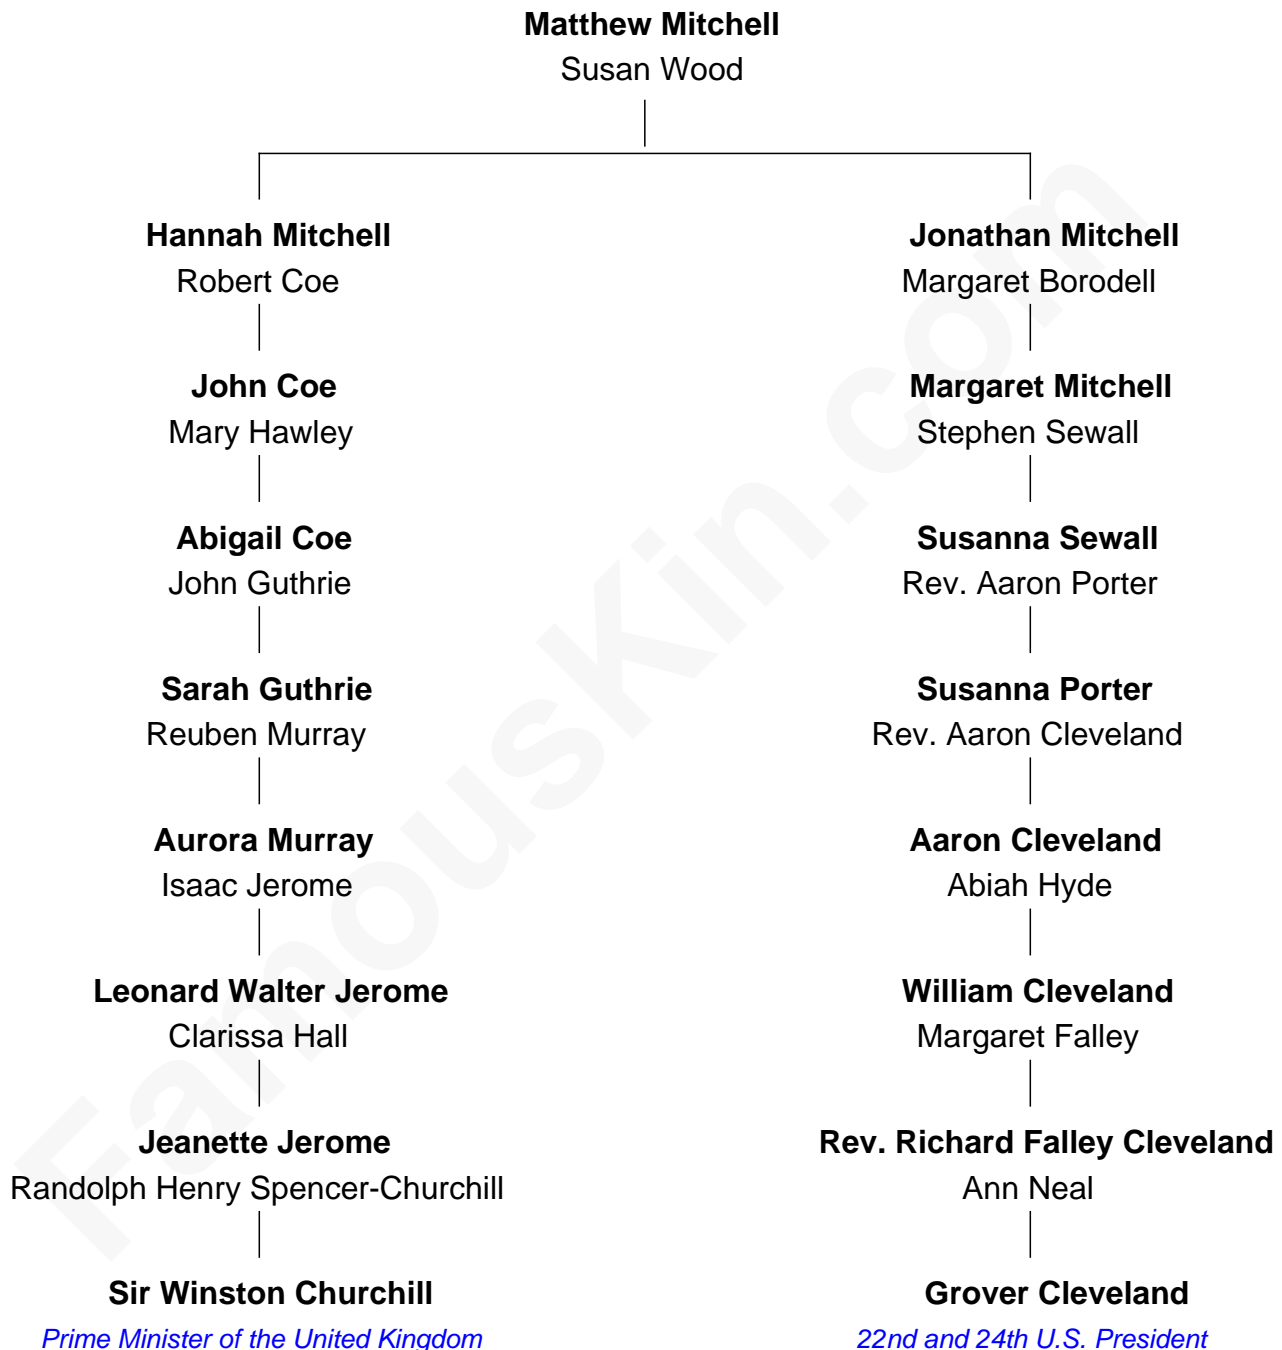 Matthew Mitchell
Susan Wood
Hannah Mitchell
Robert Coe
John Coe
Mary Hawley
Abigail Coe
John Guthrie
Sarah Guthrie
Reuben Murray
Aurora Murray
Isaac Jerome
Leonard Walter Jerome
Clarissa Hall
Jeanette Jerome
Randolph Henry Spencer-Churchill
Sir Winston Churchill
Prime Minister of the United Kingdom
Jonathan Mitchell
Margaret Borodell
Margaret Mitchell
Stephen Sewall
Susanna Sewall
Rev. Aaron Porter
Susanna Porter
Rev. Aaron Cleveland
Aaron Cleveland
Abiah Hyde
William Cleveland
Margaret Falley
Rev. Richard Falley Cleveland
Ann Neal
Grover Cleveland
22nd and 24th U.S. President
FamousKin.com